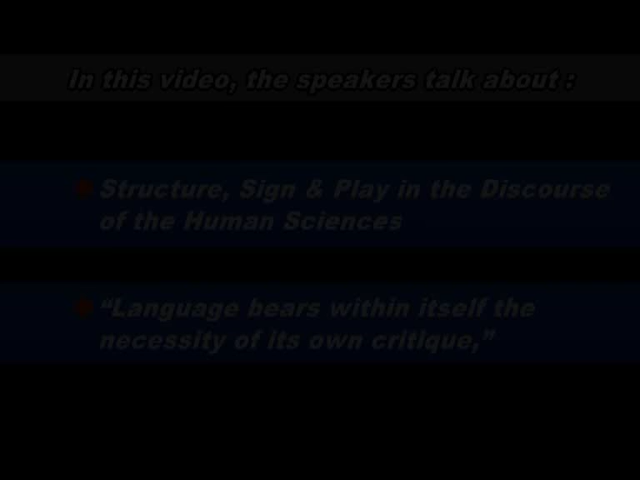 In this video, the speakers talk about :
Structure, Sign & Play in the Discourse
of the Human Sciences
“Language bears within itself the
necessity of its own critique,”